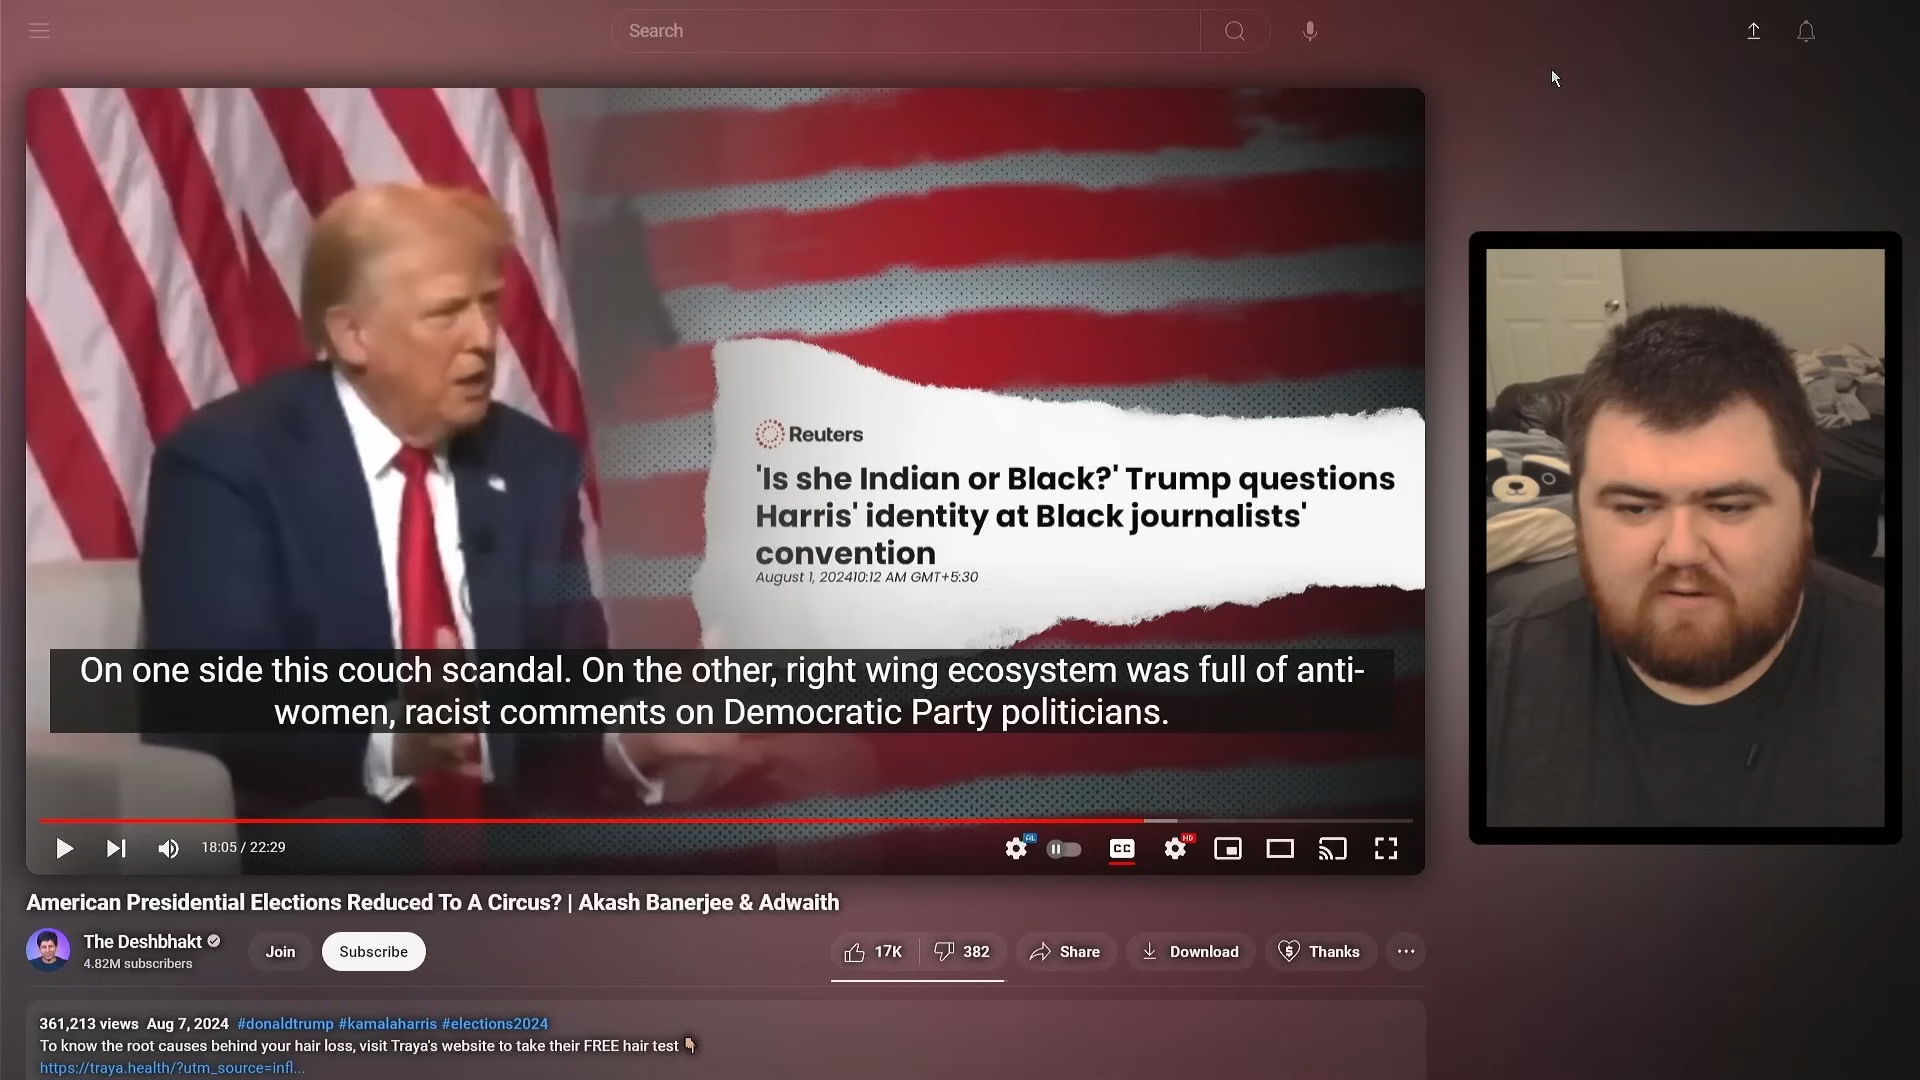 Search
Reuters
'Is she Indian or Black?' Trump questions
Harris' identity at Black journalists'
convention
August 1, 202410:12 AM GMT+5:30
On one side this couch scandal. On the other, right wing ecosystem was full of anti-
women, racist comments on Democratic Party politicians.
18:05 / 22:29
AL
CC
HD
American Presidential Elections Reduced To A Circus? | Akash Banerjee & Adwaith
The Deshbhakt
4.82M subscribers
Join
Subscribe
17K
382
Share
Download
Thanks
361,213 views Aug 7, 2024 #donaldtrump #kamalaharris #elections2024
To know the root causes behind your hair loss, visit Traya's website to take their FREE hair test
https://traya.health/?utm_source=infl...